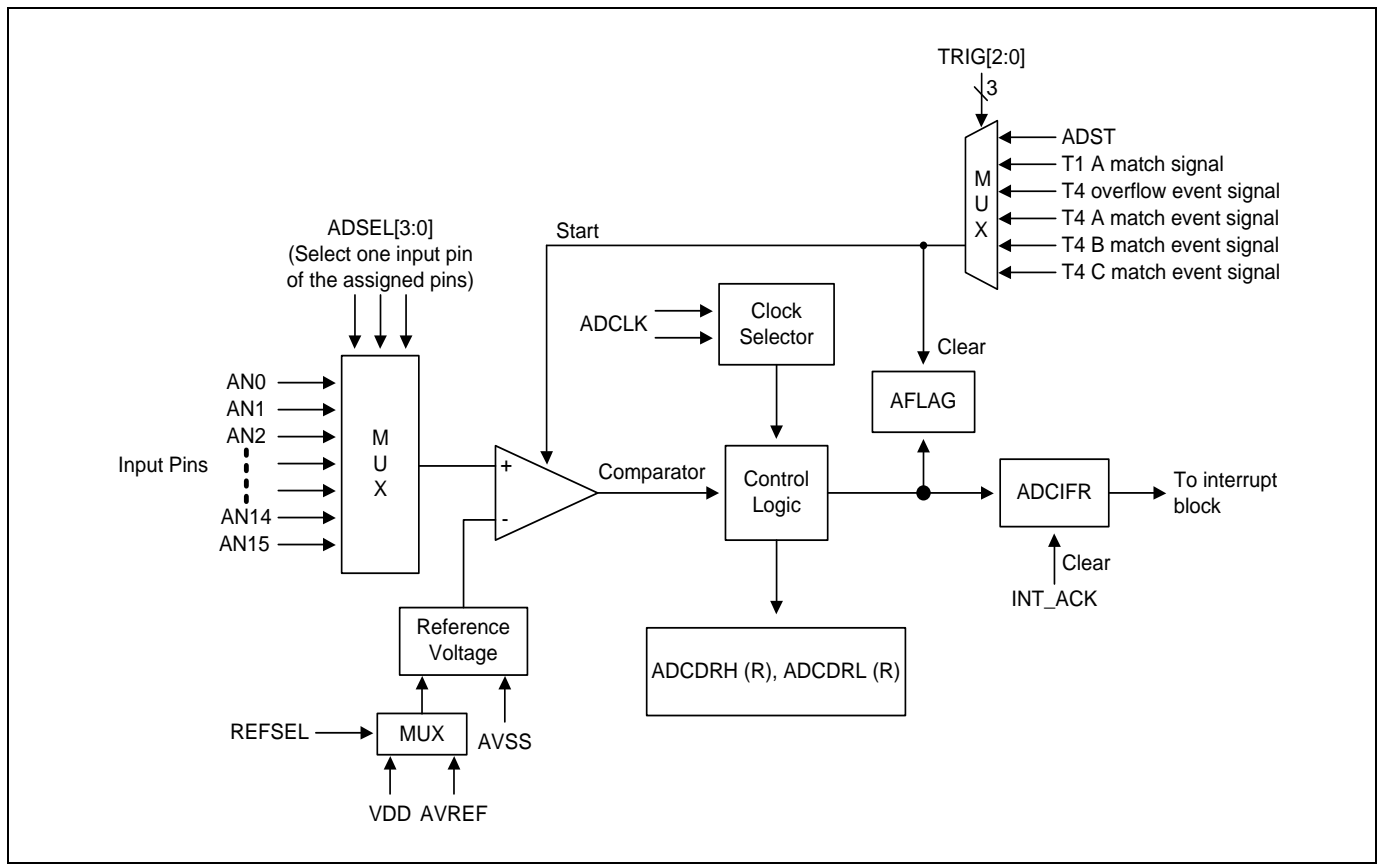 TRIG[2:0]
3
ADST
T1 A match signal
T4 overflow event signal
T4 A match event signal
T4 B match event signal
T4 C match event signal
M
U
X
Start
ADSEL[3:0]
(Select one input pin
of the assigned pins)
ADCLK
Clock
Selector
Clear
AFLAG
AN0
AN1
AN2
Input Pins
AN14
AN15
M
U
X
+
-
Comparator
Control
Logic
ADCIFR
To interrupt
block
Clear
INT_ACK
Reference
Voltage
ADCDRH (R), ADCDRL (R)
REFSEL
MUX
AVSS
VDD
AVREF